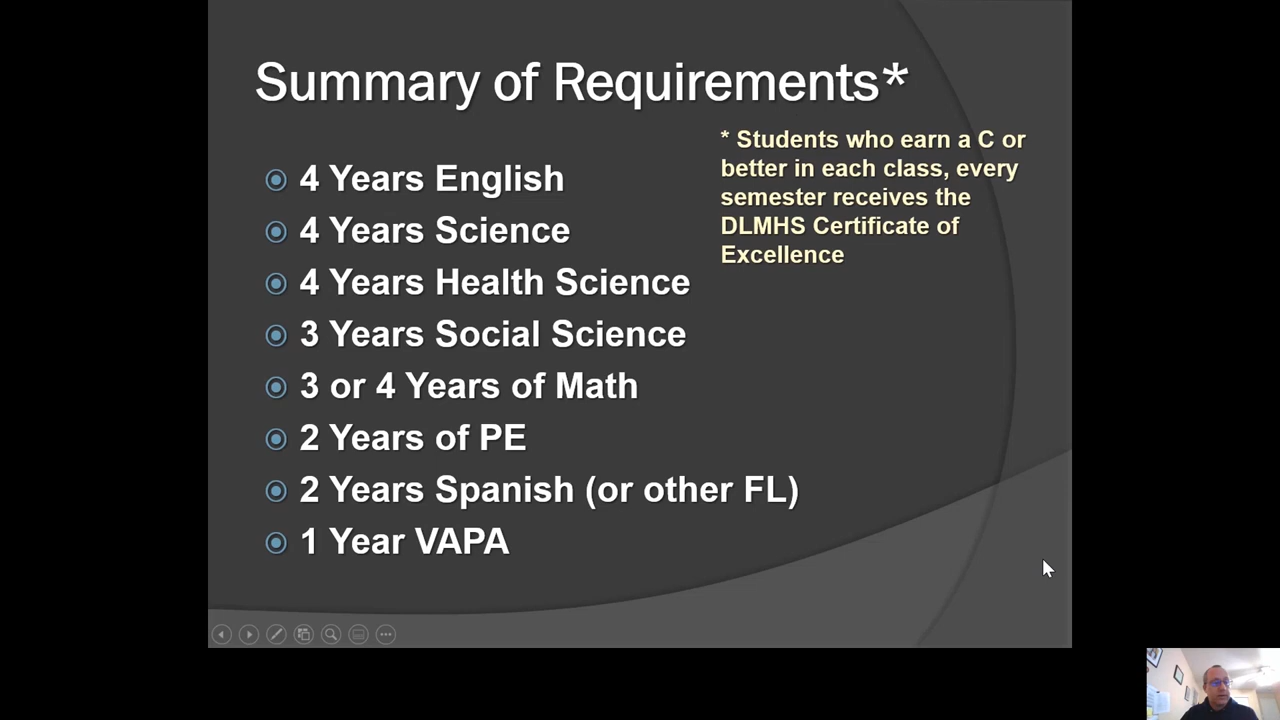 Summary of Requirements*
* Students who earn a C or
better in each class, every
semester receives the
DLMHS Certificate of
Excellence
4 Years English
4 Years Science
4 Years Health Science
3 Years Social Science
3 or 4 Years of Math
2 Years of PE
2 Years Spanish (or other FL)
1 Year VAPA